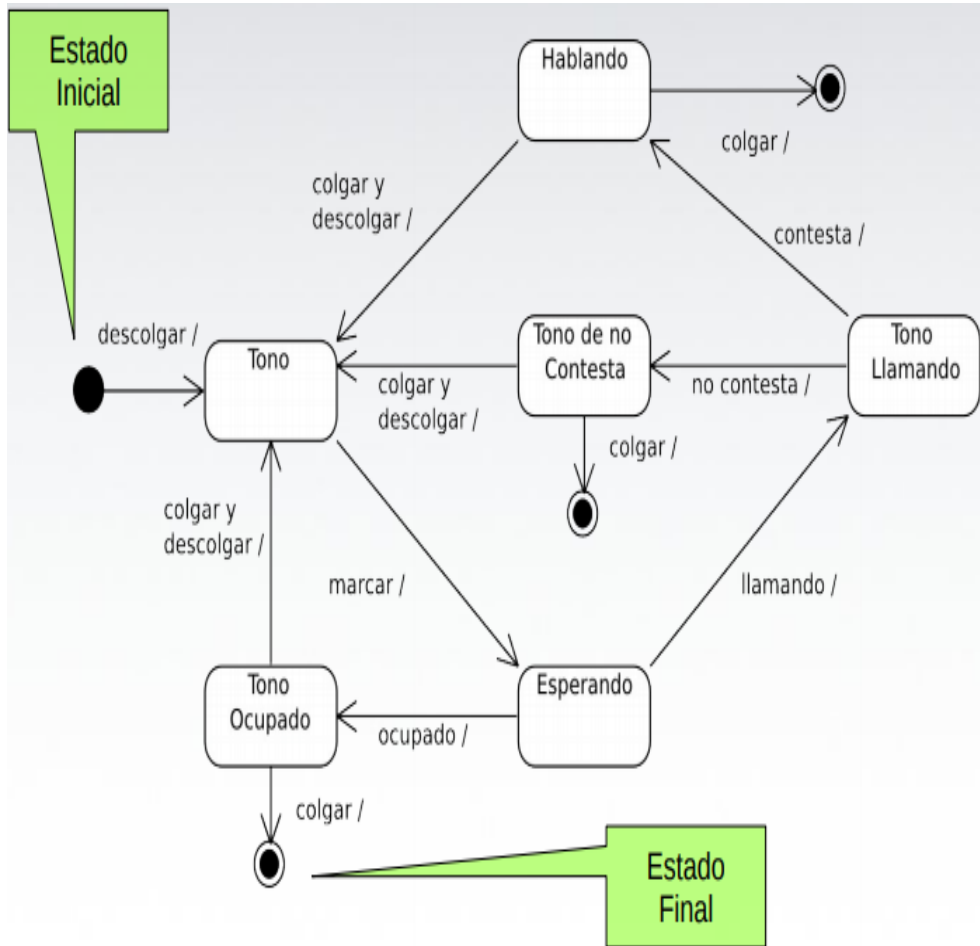 Estado
Inicial
Hablando
colgar /
colgar y
descolgar /
contesta /
descolgar /
Tono
Tono de no
Contesta
Tono
Llamando
colgar y
descolgar /
no contesta /
colgar /
colgar y
descolgar /
marcar /
llamando /
Tono
Ocupado
Esperando
ocupado /
colgar /
Estado
Final